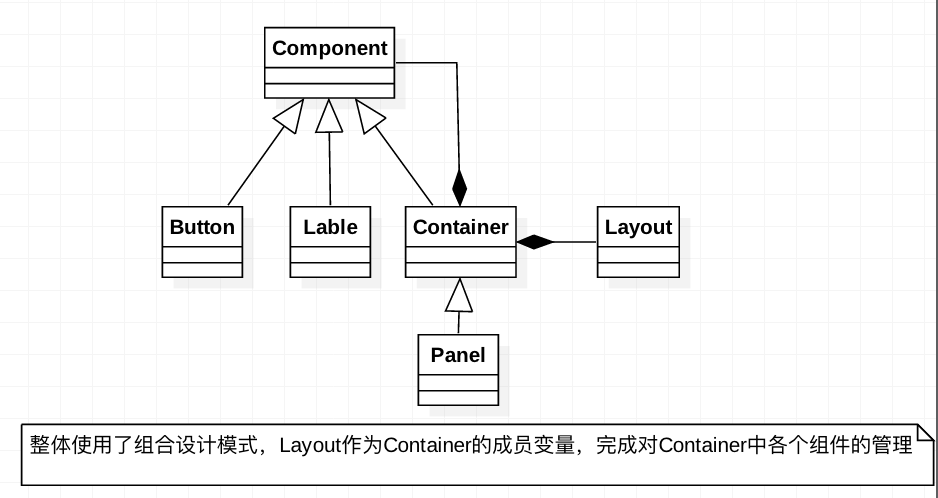 Component
Button
Lable
Container
Layout
Panel
整体使用了组合设计模式，Layout作为Container的成员变量，完成对Container中各个组件的管理